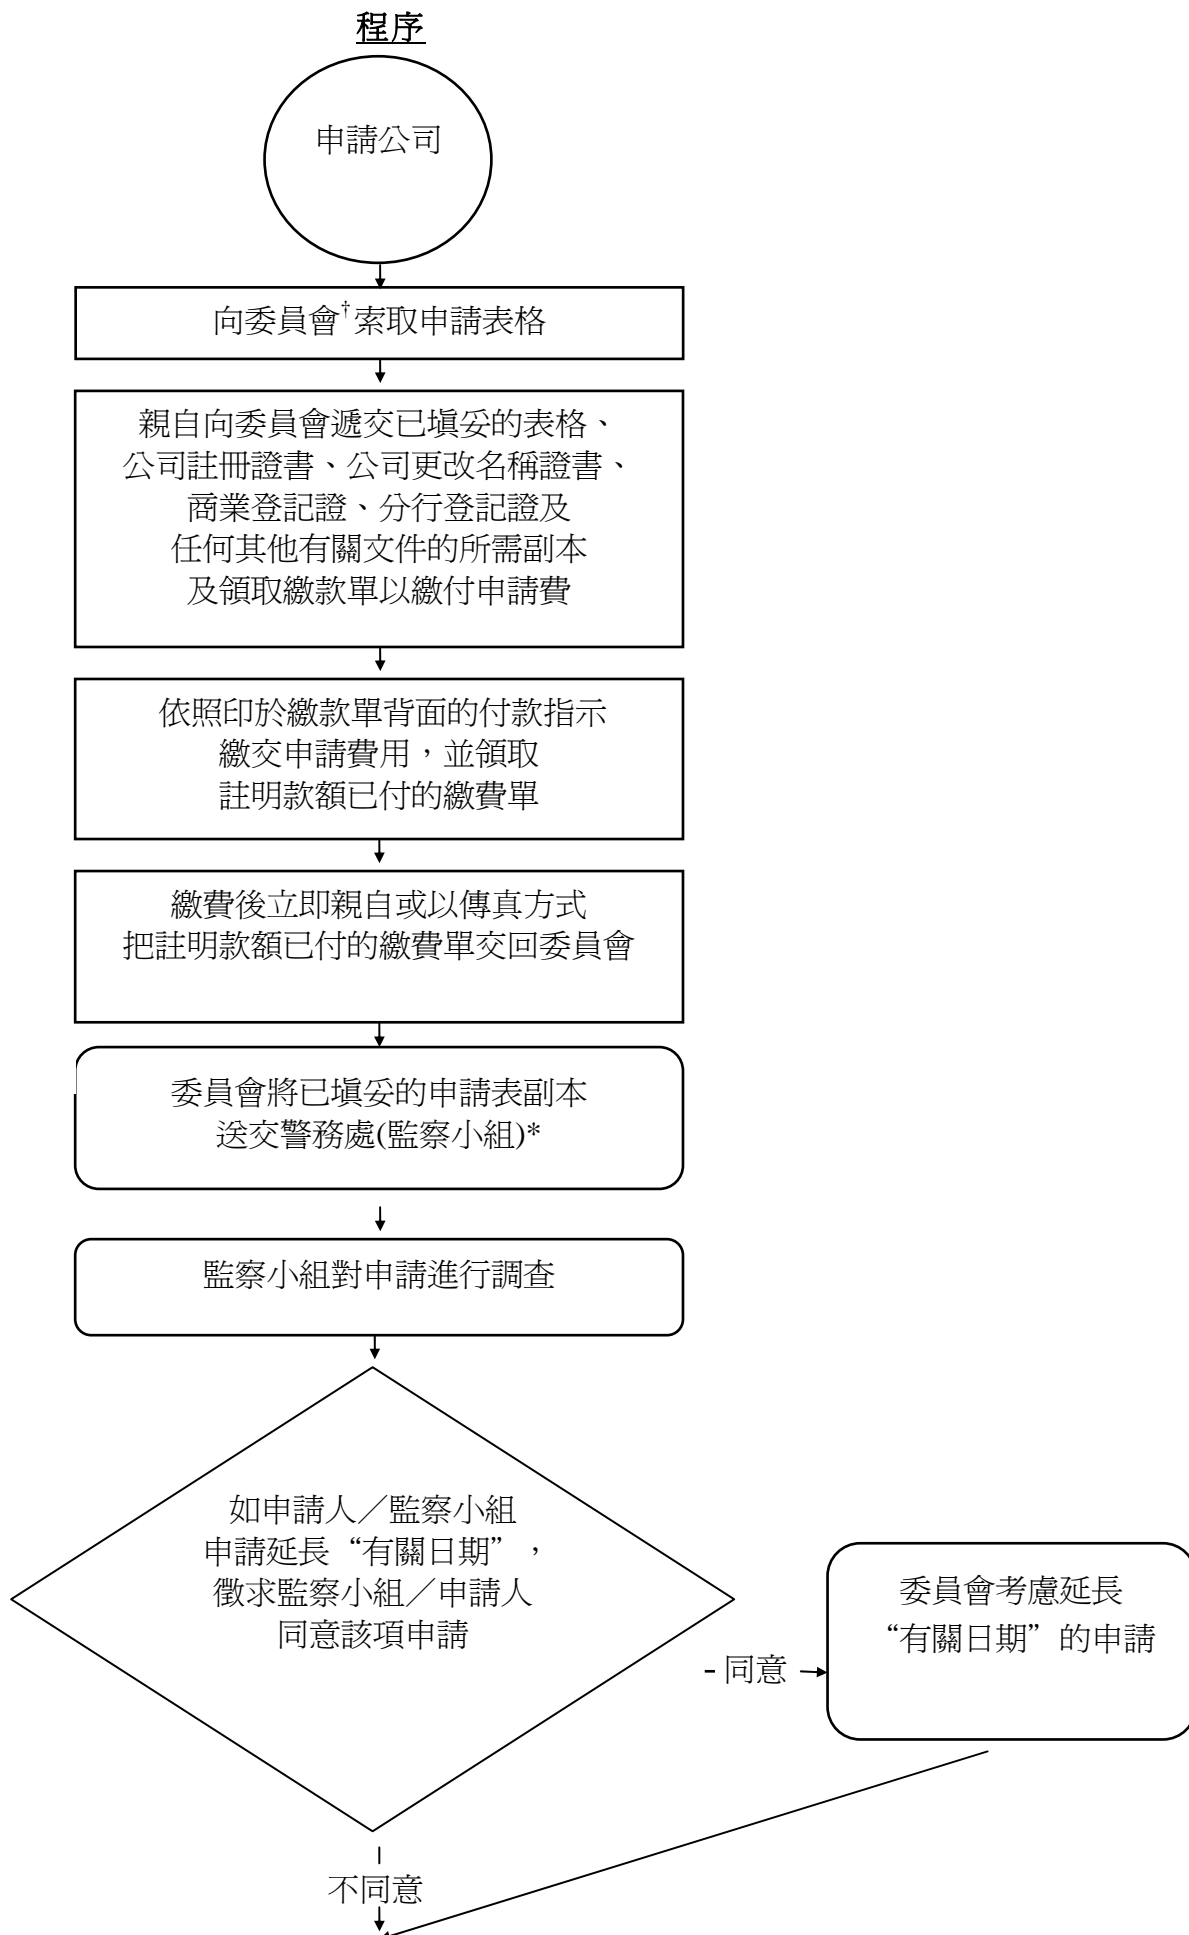 程序
申請公司
向委員會†索取申請表格
親自向委員會遞交已填妥的表格、
公司註冊證書、公司更改名稱證書、
商業登記證、分行登記證及
任何其他有關文件的所需副本
及領取繳款單以繳付申請費
依照印於繳款單背面的付款指示
繳交申請費用，並領取
註明款額已付的繳費單
繳費後立即親自或以傳真方式
把註明款額已付的繳費單交回委員會
委員會將已填妥的申請表副本
送交警務處(監察小組)*
監察小組對申請進行調查
如申請人／監察小組
申請延長“有關日期”，
徵求監察小組／申請人
同意該項申請
- 同意
委員會考慮延長
“有關日期”的申請
不同意